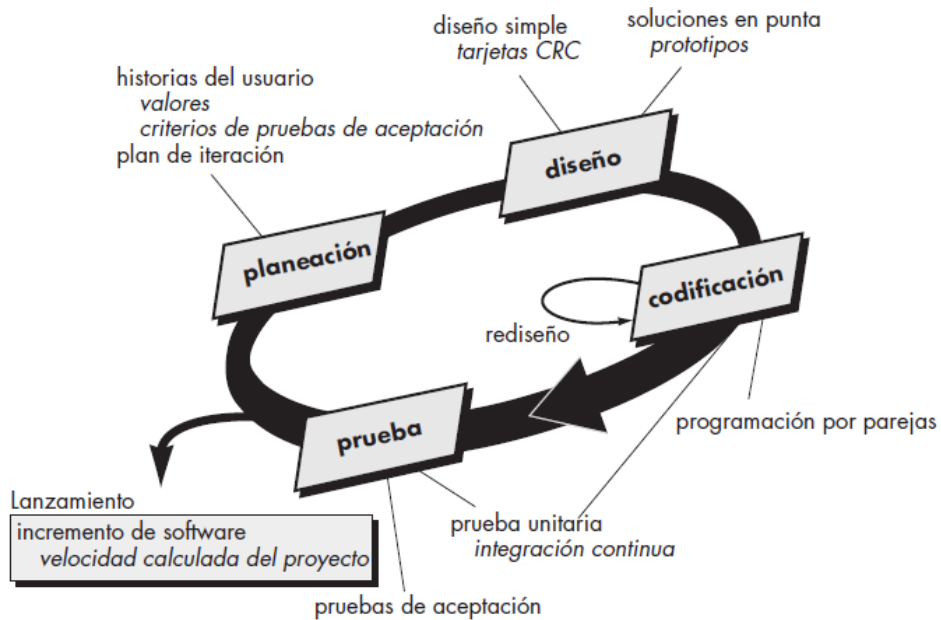 diseño simple
tarjetas CRC
soluciones en punta
prototipos
historias del usuario
valores
criterios de pruebas de aceptación
plan de iteración
diseño
planeación
codificación
rediseño
prueba
programación por parejas
Lanzamiento
incremento de software
velocidad calculada del proyecto
prueba unitaria
integración continua
pruebas de aceptación